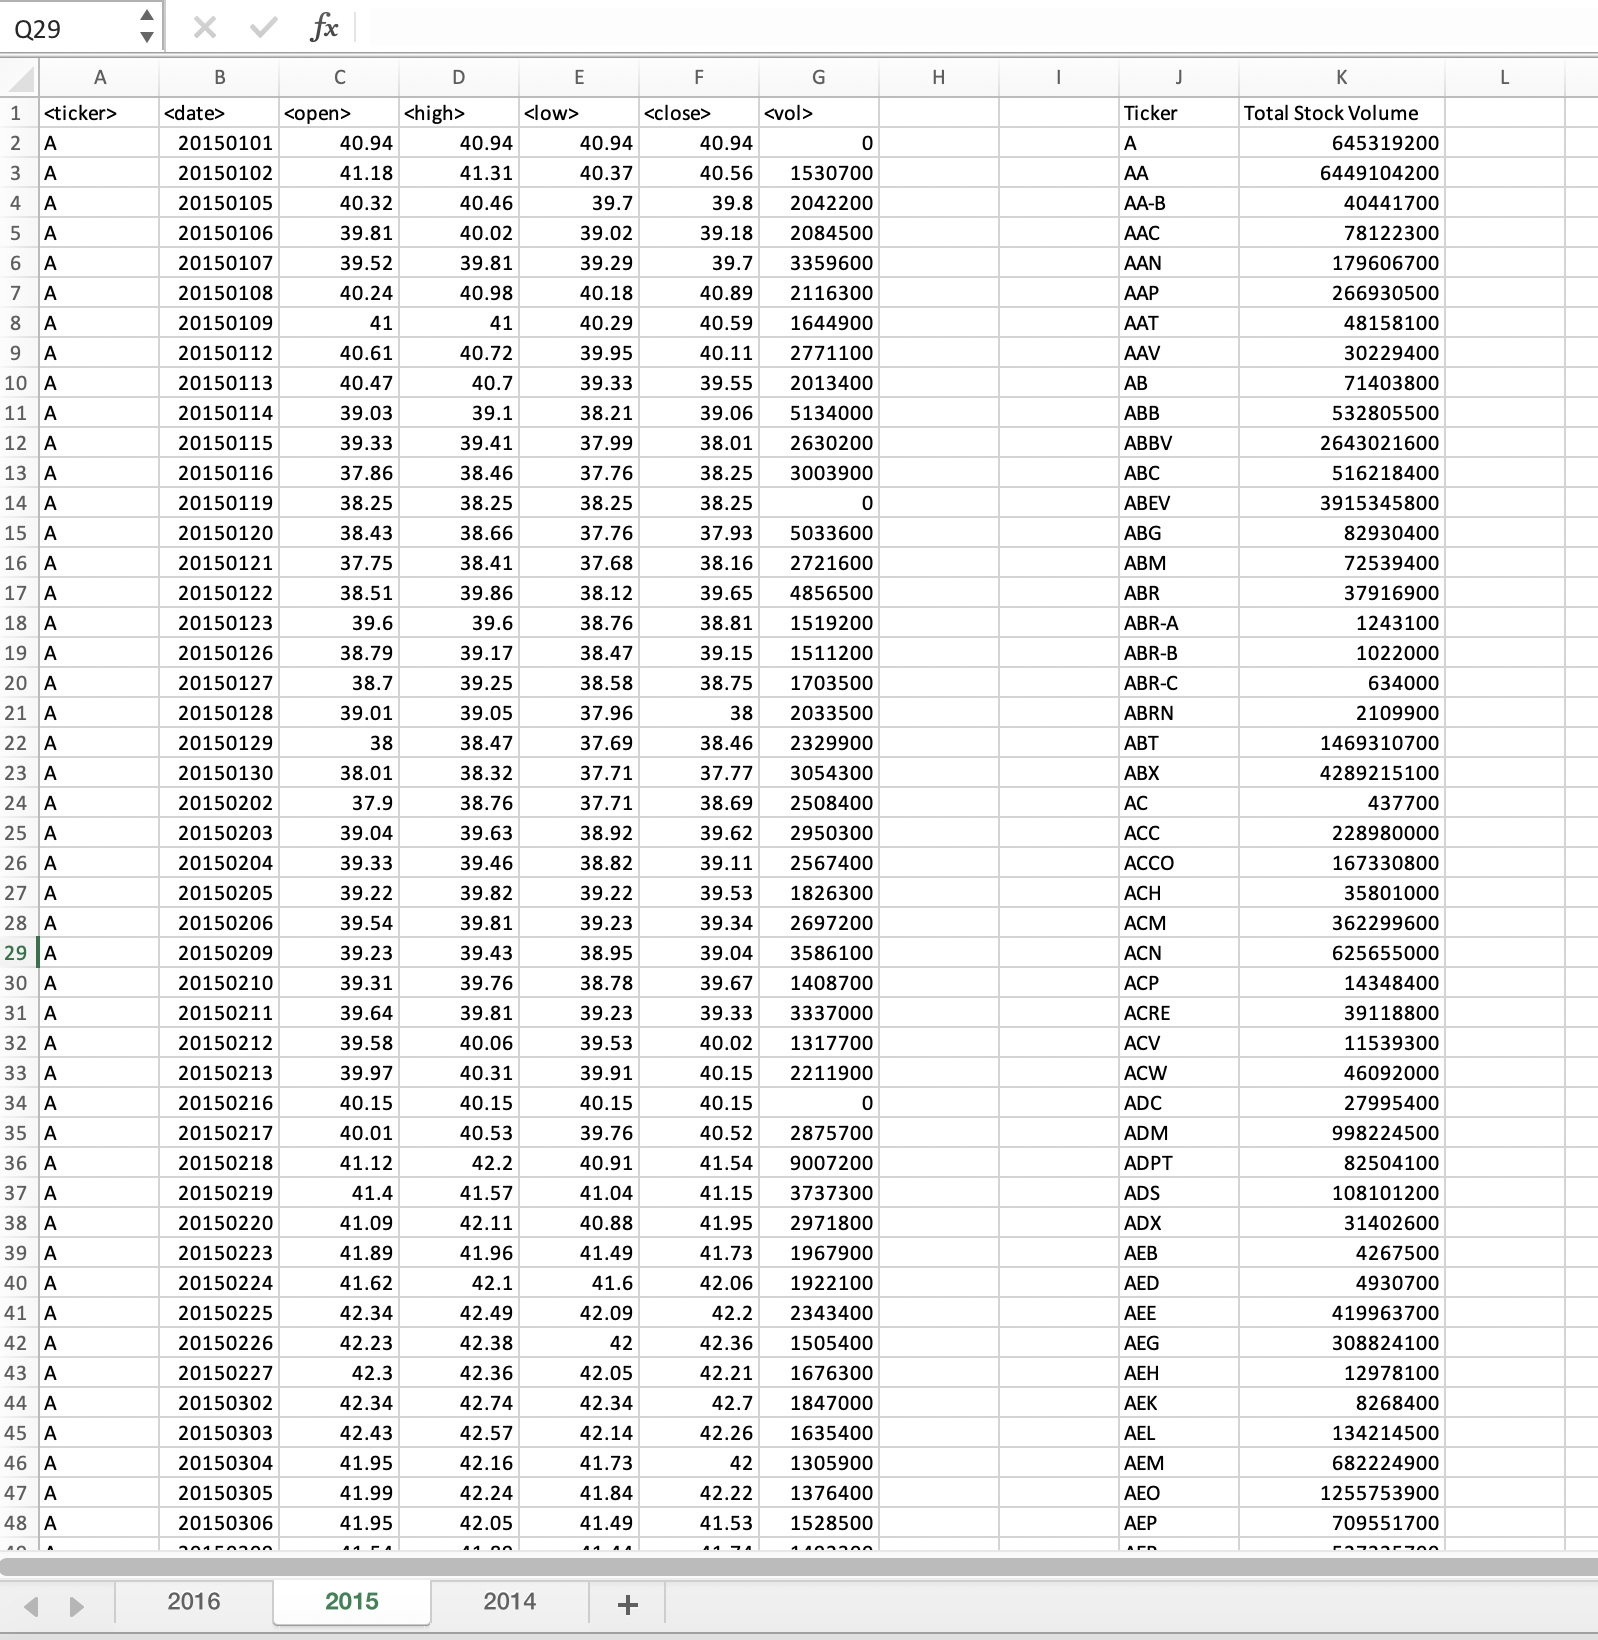 Q29 fx
A B C D E F G H I J K L
1 <ticker> <date> <open> <high> <low> <close> <vol> Ticker Total Stock Volume
2 A 20150101 40.94 40.94 40.94 40.94 0 A 645319200
3 A 20150102 41.18 41.31 40.37 40.56 1530700 AA 6449104200
4 A 20150105 40.32 40.46 39.7 39.8 2042200 AA-B 40441700
5 A 20150106 39.81 40.02 39.02 39.18 2084500 AAC 78122300
6 A 20150107 39.52 39.81 39.29 39.7 3359600 AAN 179606700
7 A 20150108 40.24 40.98 40.18 40.89 2116300 AAP 266930500
8 A 20150109 41 41 40.29 40.59 1644900 AAT 48158100
9 A 20150112 40.61 40.72 39.95 40.11 2771100 AAV 30229400
10 A 20150113 40.47 40.7 39.33 39.55 2013400 AB 71403800
11 A 20150114 39.03 39.1 38.21 39.06 5134000 ABB 532805500
12 A 20150115 39.33 39.41 37.99 38.01 2630200 ABBV 2643021600
13 A 20150116 37.86 38.46 37.76 38.25 3003900 ABC 516218400
14 A 20150119 38.25 38.25 38.25 38.25 0 ABEV 3915345800
15 A 20150120 38.43 38.66 37.76 37.93 5033600 ABG 82930400
16 A 20150121 37.75 38.41 37.68 38.16 2721600 ABM 72539400
17 A 20150122 38.51 39.86 38.12 39.65 4856500 ABR 37916900
18 A 20150123 39.6 39.6 38.76 38.81 1519200 ABR-A 1243100
19 A 20150126 38.79 39.17 38.47 39.15 1511200 ABR-B 1022000
20 A 20150127 38.7 39.25 38.58 38.75 1703500 ABR-C 634000
21 A 20150128 39.01 39.05 37.96 38 2033500 ABRN 2109900
22 A 20150129 38 38.47 37.69 38.46 2329900 ABT 1469310700
23 A 20150130 38.01 38.32 37.71 37.77 3054300 ABX 4289215100
24 A 20150202 37.9 38.76 37.71 38.69 2508400 AC 437700
25 A 20150203 39.04 39.63 38.92 39.62 2950300 ACC 228980000
26 A 20150204 39.33 39.46 38.82 39.11 2567400 ACCO 167330800
27 A 20150205 39.22 39.82 39.22 39.53 1826300 ACH 35801000
28 A 20150206 39.54 39.81 39.23 39.34 2697200 ACM 362299600
29 A 20150209 39.23 39.43 38.95 39.04 3586100 ACN 625655000
30 A 20150210 39.31 39.76 38.78 39.67 1408700 ACP 14348400
31 A 20150211 39.64 39.81 39.23 39.33 3337000 ACRE 39118800
32 A 20150212 39.58 40.06 39.53 40.02 1317700 ACV 11539300
33 A 20150213 39.97 40.31 39.91 40.15 2211900 ACW 46092000
34 A 20150216 40.15 40.15 40.15 40.15 0 ADC 27995400
35 A 20150217 40.01 40.53 39.76 40.52 2875700 ADM 998224500
36 A 20150218 41.12 42.2 40.91 41.54 9007200 ADPT 82504100
37 A 20150219 41.4 41.57 41.04 41.15 3737300 ADS 108101200
38 A 20150220 41.09 42.11 40.88 41.95 2971800 ADX 31402600
39 A 20150223 41.89 41.96 41.49 41.73 1967900 AEB 4267500
40 A 20150224 41.62 42.1 41.6 42.06 1922100 AED 4930700
41 A 20150225 42.34 42.49 42.09 42.2 2343400 AEE 419963700
42 A 20150226 42.23 42.38 42 42.36 1505400 AEG 308824100
43 A 20150227 42.3 42.36 42.05 42.21 1676300 AEH 12978100
44 A 20150302 42.34 42.74 42.34 42.7 1847000 AEK 8268400
45 A 20150303 42.43 42.57 42.14 42.26 1635400 AEL 134214500
46 A 20150304 41.95 42.16 41.73 42 1305900 AEM 682224900
47 A 20150305 41.99 42.24 41.84 42.22 1376400 AEO 1255753900
48 A 20150306 41.95 42.05 41.49 41.53 1528500 AEP 709551700
2016 2015 2014 +